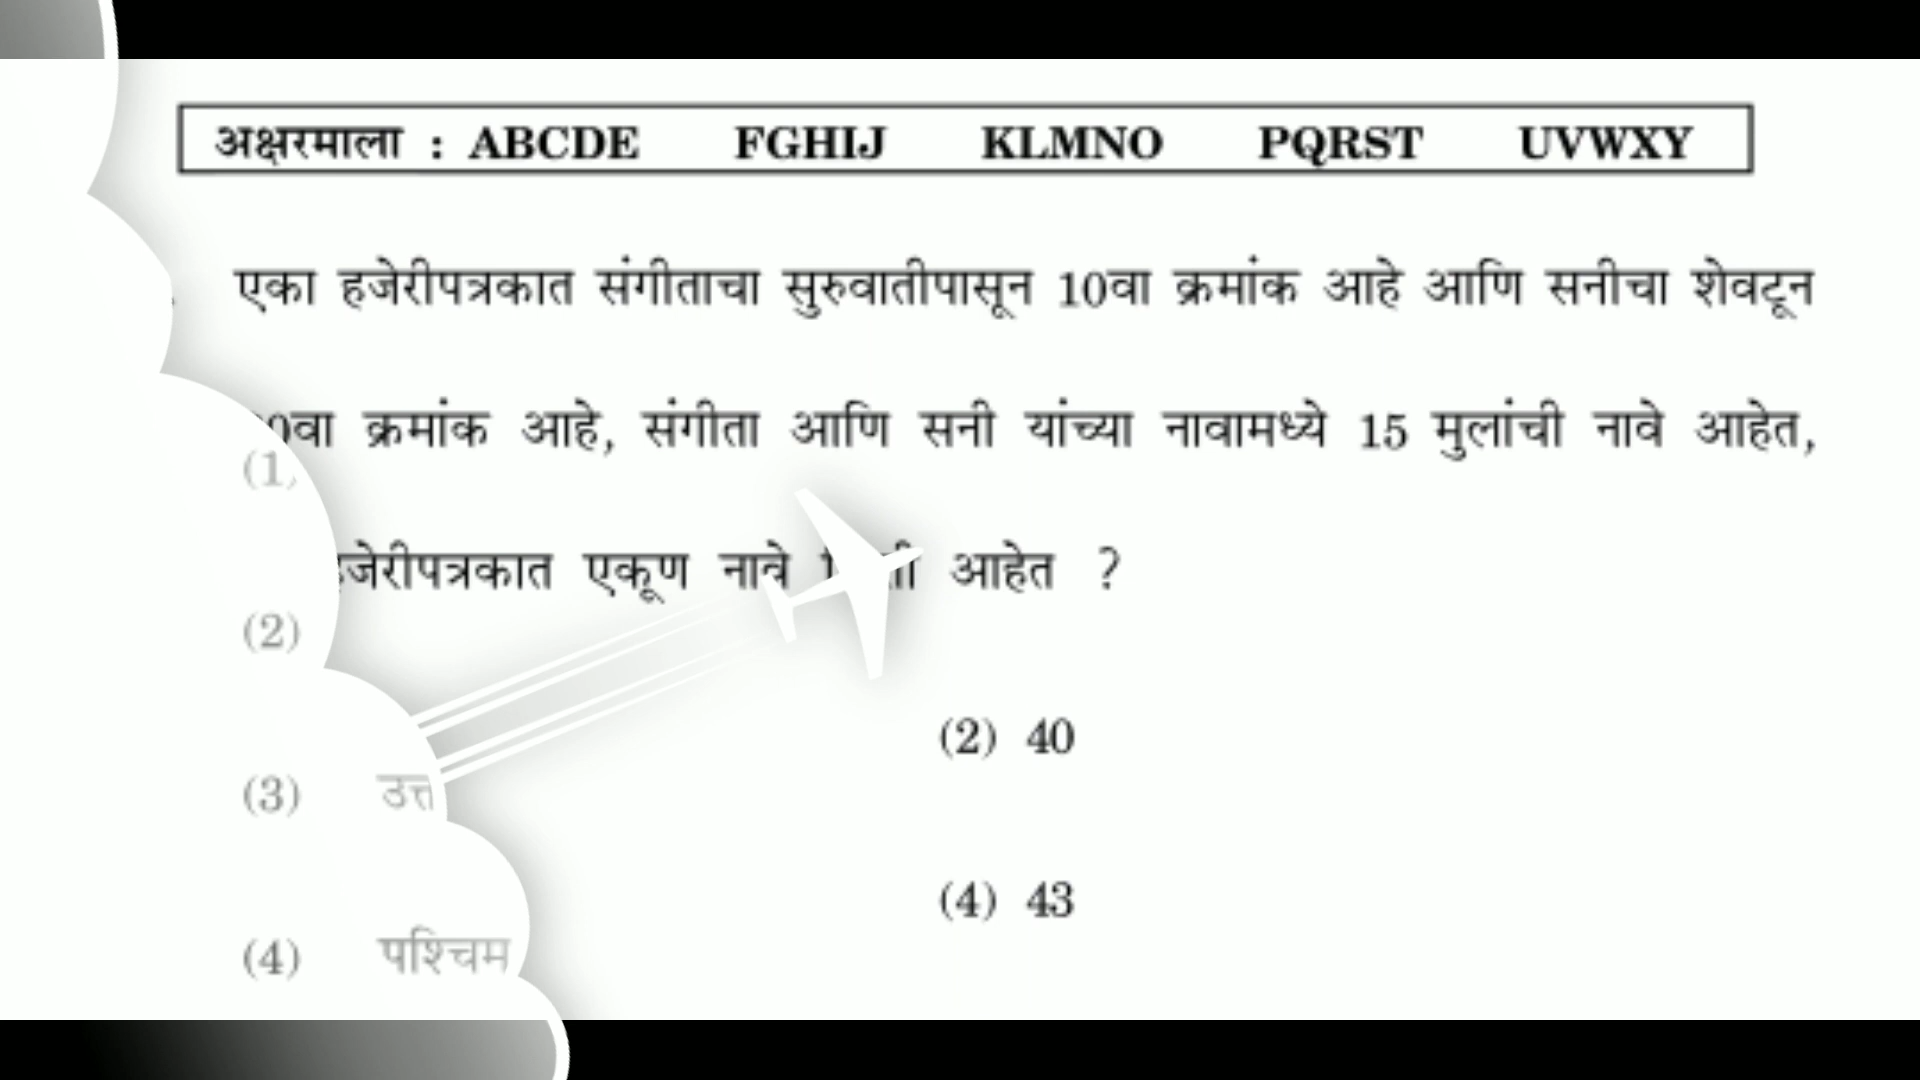 अक्षरमाला : ABCDE FGHIJ KLMNO PQRST UVWXY
एका हजेरीपत्रकात संगीताचा सुरुवातीपासून 10वा क्रमांक आहे आणि सनीचा शेवटून
क्रमांक आहे, संगीता आणि सनी यांच्या नावामध्ये 15 मुलांची नावे आहेत,
(1)
हजेरीपत्रकात एकूण नावे आहेत ?
(2)
(2) 40
(3)
(4) 43
(4) पश्चिम